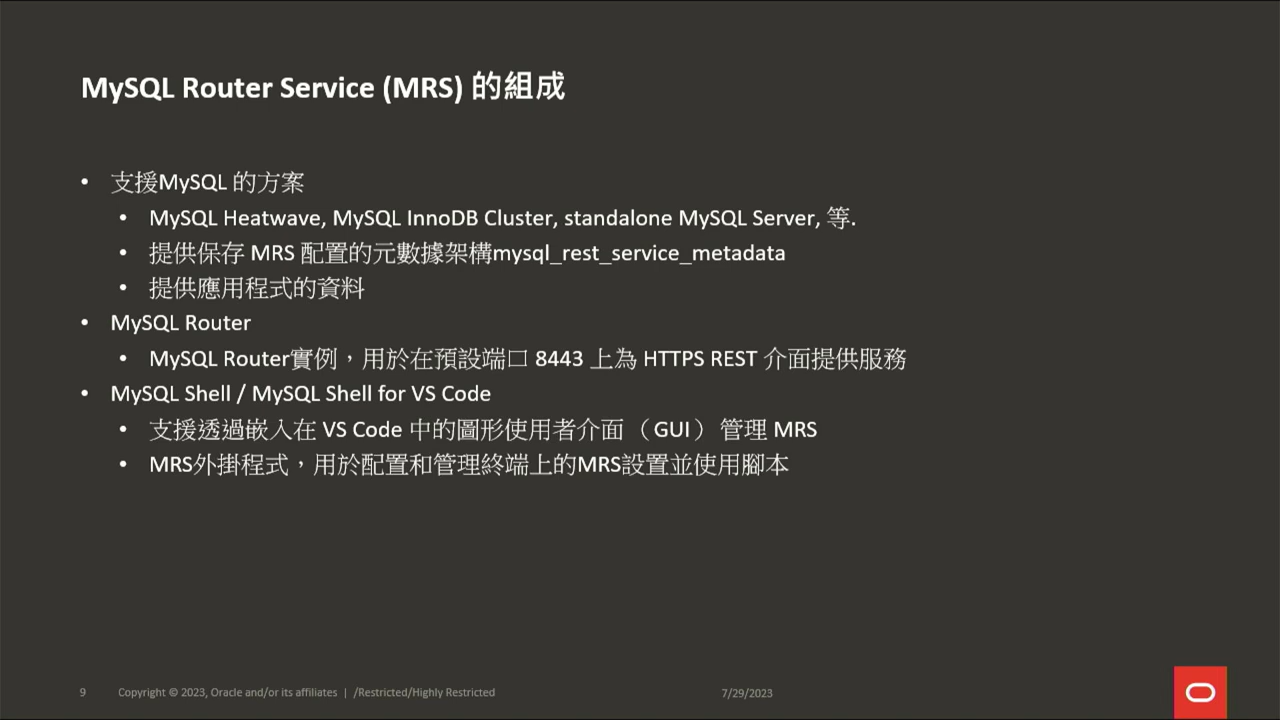 MySQL Router Service (MRS) 的組成
• 支援MySQL 的方案
• MySQL Heatwave, MySQL InnoDB Cluster, standalone MySQL Server, 等.
• 提供保存 MRS 配置的元數據架構mysql_rest_service_metadata
• 提供應用程式的資料
• MySQL Router
• MySQL Router實例，用於在預設端口 8443 上為 HTTPS REST 介面提供服務
• MySQL Shell / MySQL Shell for VS Code
• 支援透過嵌入在 VS Code 中的圖形使用者介面（GUI）管理 MRS
• MRS外掛程式，用於配置和管理終端上的MRS設置並使用腳本
9 Copyright © 2023, Oracle and/or its affiliates | /Restricted/Highly Restricted 7/29/2023